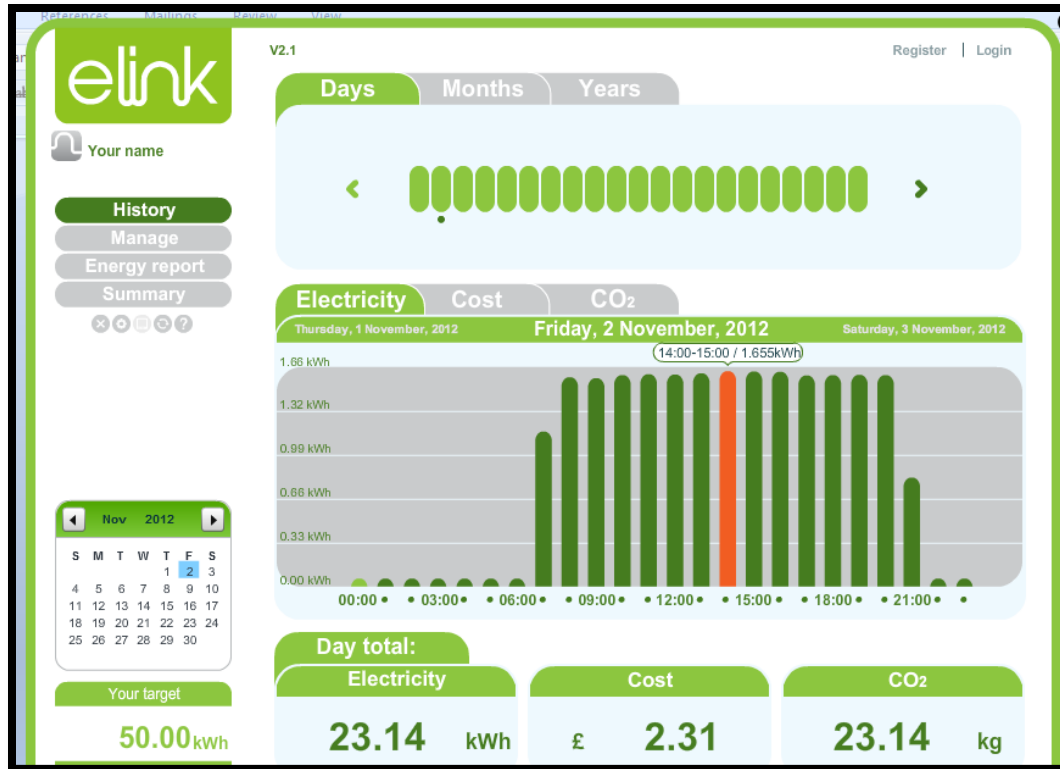 References Mailings Review View
elink
V2.1
Register | Login
Days Months Years
Your name
History
Manage
Energy report
Summary
Electricity Cost CO2
Thursday, 1 November, 2012 Friday, 2 November, 2012 Saturday, 3 November, 2012
14:00-15:00 / 1.655kWh
1.66 kWh
1.32 kWh
0.99 kWh
0.66 kWh
0.33 kWh
0.00 kWh
00:00 03:00 06:00 09:00 12:00 15:00 18:00 21:00
Nov 2012
S M T W T F S
1 2 3
4 5 6 7 8 9 10
11 12 13 14 15 16 17
18 19 20 21 22 23 24
25 26 27 28 29 30
Your target
50.00 kWh
Day total:
Electricity Cost CO2
23.14 kWh £ 2.31 23.14 kg